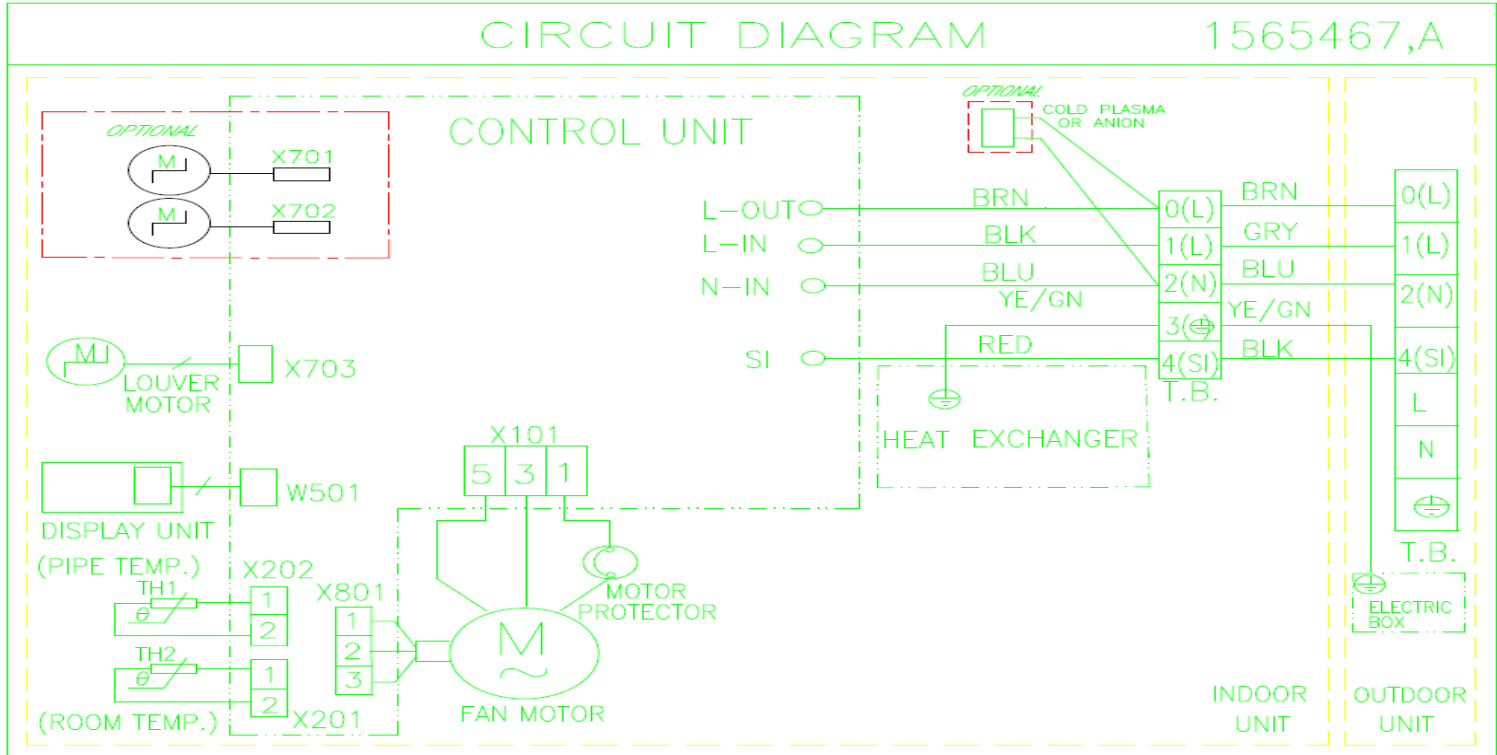 CIRCUIT DIAGRAM
1565467,A
OPTIONAL
M
X701
M
X702
CONTROL UNIT
OPTIONAL
COLD PLASMA
OR ANION
L-OUT
BRN
0(L)
BRN
0(L)
L-IN
BLK
1(L)
GRY
1(L)
N-IN
BLU
2(N)
BLU
2(N)
YE/GN
3(⏚)
YE/GN
SI
RED
4(SI)
BLK
4(SI)
T.B.
L
N
T.B.
HEAT EXCHANGER
M
LOUVER
MOTOR
X703
X101
5 3 1
W501
DISPLAY UNIT
(PIPE TEMP.)
TH1
θ
X202
1
2
TH2
θ
1
2
X201
(ROOM TEMP.)
X801
1
2
3
MOTOR
PROTECTOR
M
~
FAN MOTOR
ELECTRIC
BOX
INDOOR
UNIT
OUTDOOR
UNIT